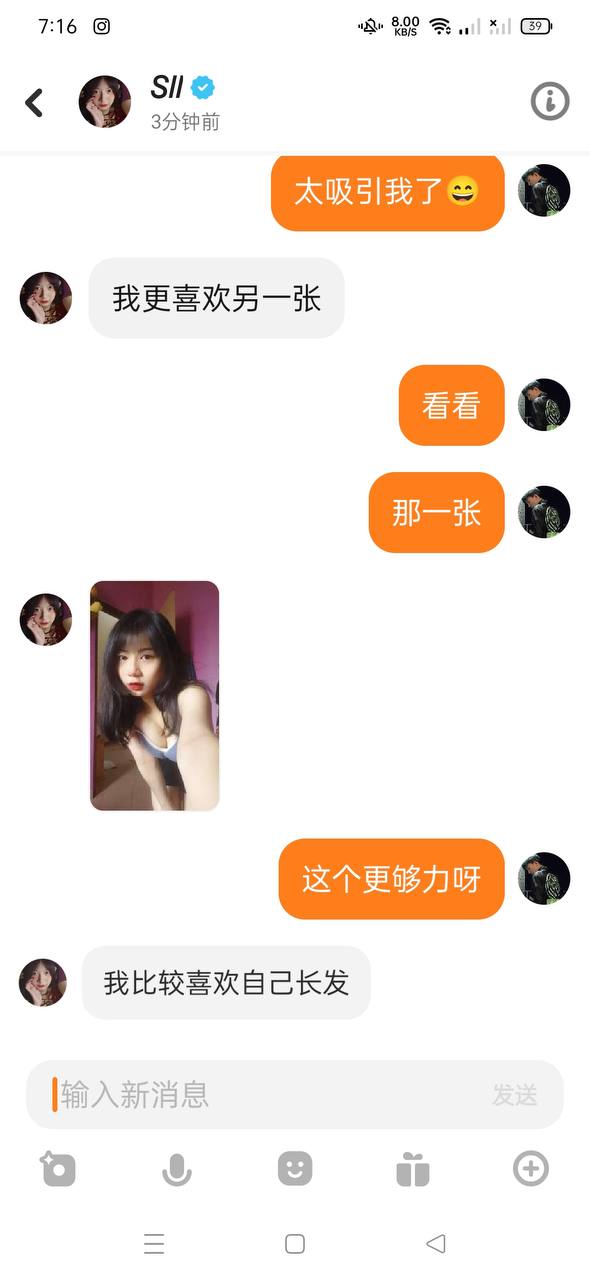 7:16
8.00
KB/S
39
Sll
3分钟前
太吸引我了😄
我更喜欢另一张
看看
那一张
这个更够力呀
我比较喜欢自己长发
输入新消息
发送